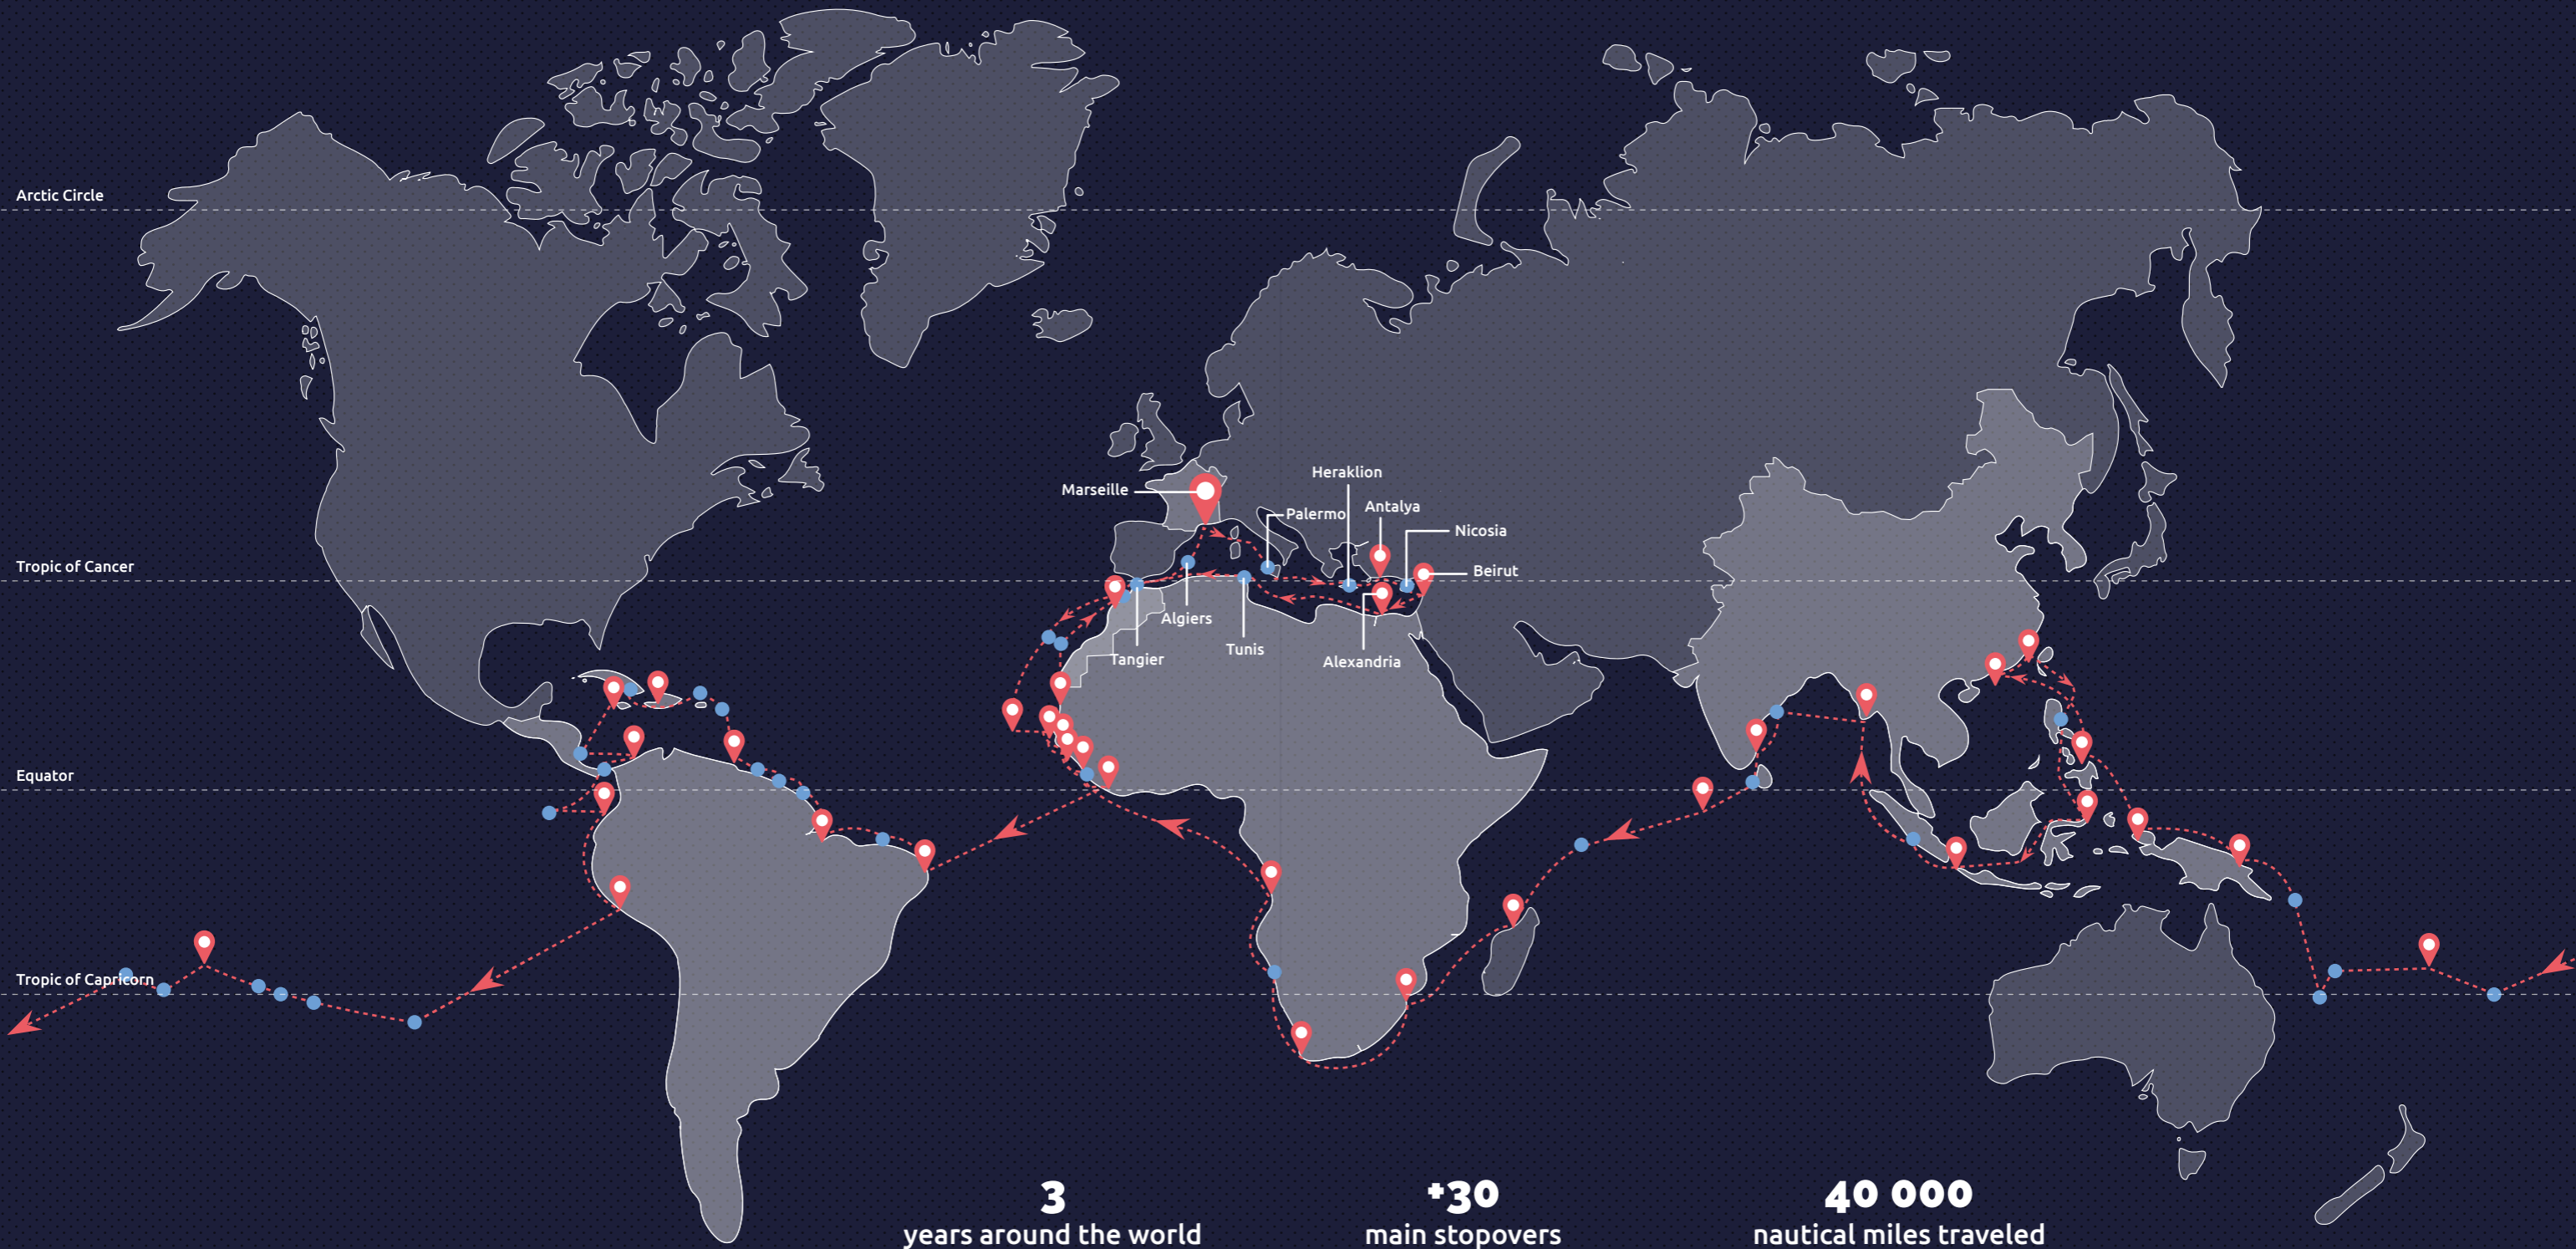 Arctic Circle
Heraklion
Marseille
Antalya
Palermo
Nicosia
Tropic of Cancer
Beirut
Algiers
Tunis
Tangier
Alexandria
Equator
Tropic of Capricorn
3
years around the world
+30
main stopovers
40 000
nautical miles traveled